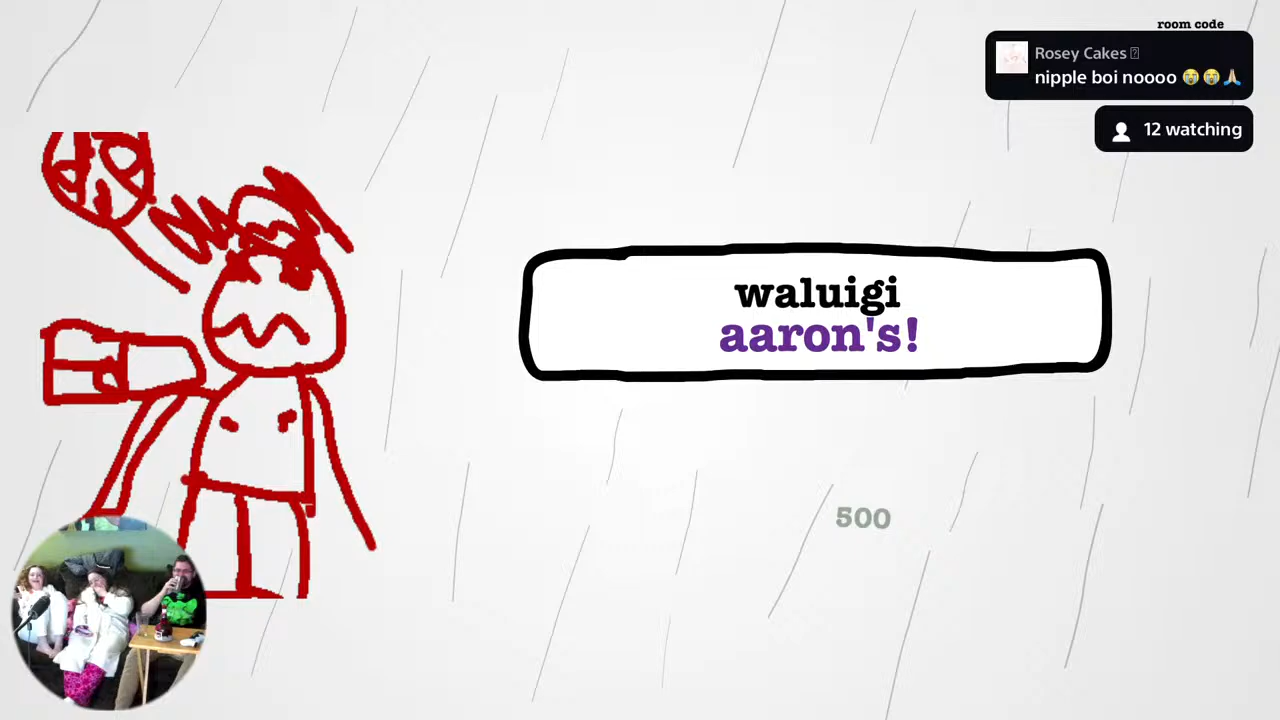 room code
Rosey Cakes
nipple boi noooo 😭😭🙏🏻
12 watching
waluigi
aaron's!
500